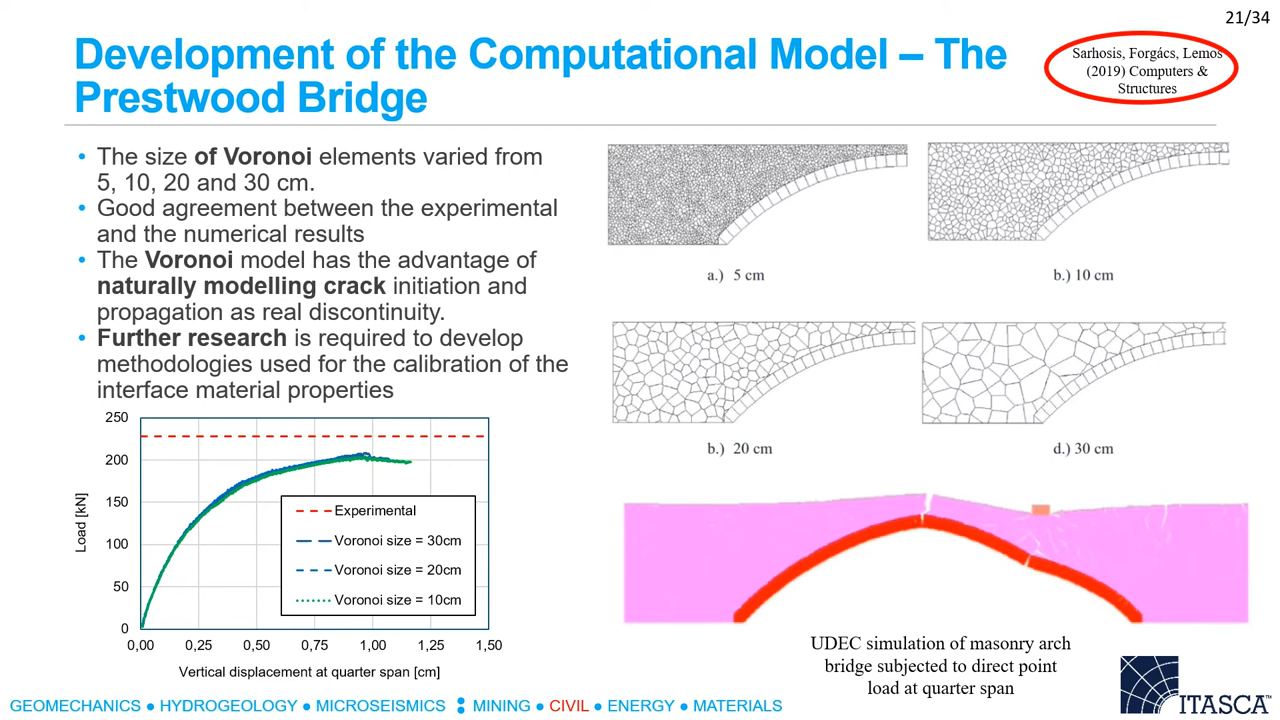 21/34
Development of the Computational Model – The
Prestwood Bridge
Sarhosis, Forgács, Lemos
(2019) Computers &
Structures
• The size of Voronoi elements varied from
5, 10, 20 and 30 cm.
• Good agreement between the experimental
and the numerical results
• The Voronoi model has the advantage of
naturally modelling crack initiation and
propagation as real discontinuity.
• Further research is required to develop
methodologies used for the calibration of the
interface material properties
a.) 5 cm
b.) 10 cm
b.) 20 cm
d.) 30 cm
250
200
150
100
50
0
Load [kN]
Experimental
Voronoi size = 30cm
Voronoi size = 20cm
Voronoi size = 10cm
0,00 0,25 0,50 0,75 1,00 1,25 1,50
Vertical displacement at quarter span [cm]
UDEC simulation of masonry arch
bridge subjected to direct point
load at quarter span
GEOMECHANICS ● HYDROGEOLOGY ● MICROSEISMICS MINING ● CIVIL ● ENERGY ● MATERIALS
ITASCA